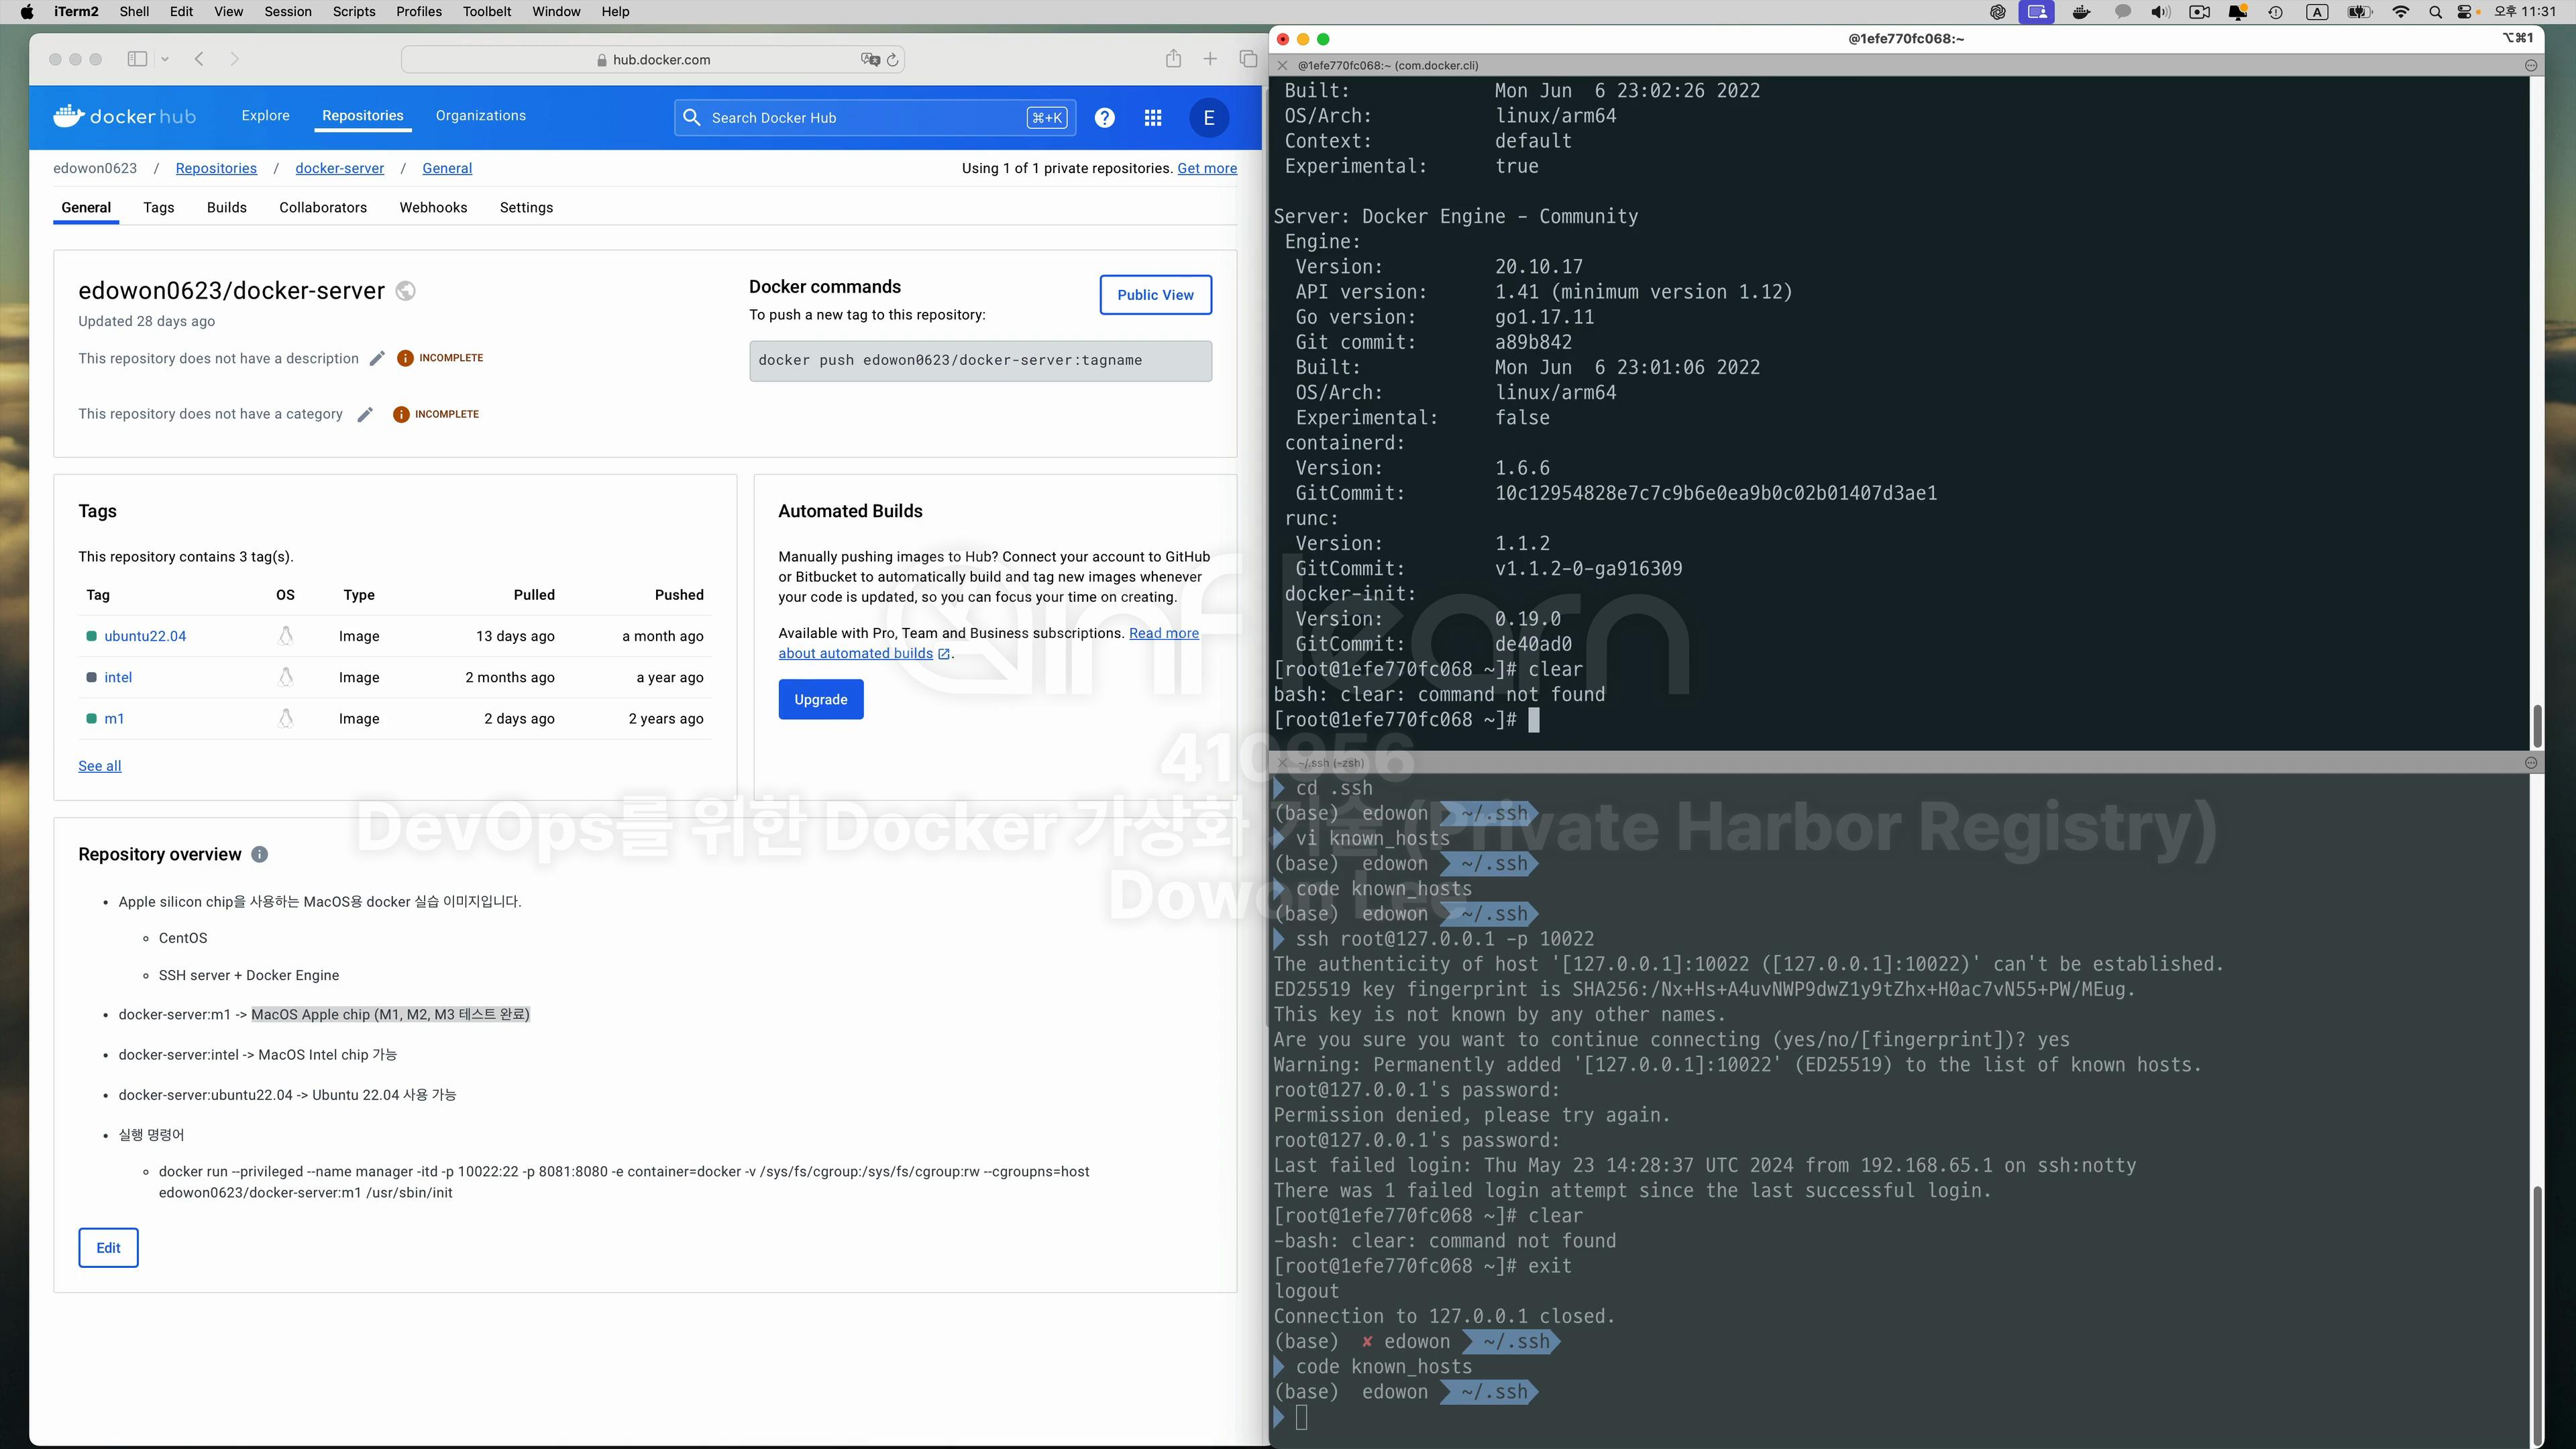 iTerm2 Shell Edit View Session Scripts Profiles Toolbelt Window Help
A 오후 11:31
hub.docker.com
docker hub Explore Repositories Organizations Search Docker Hub ⌘+K ? E
edowon0623 / Repositories / docker-server / General Using 1 of 1 private repositories. Get more
General Tags Builds Collaborators Webhooks Settings
edowon0623/docker-server
Updated 28 days ago
This repository does not have a description INCOMPLETE
This repository does not have a category INCOMPLETE
Docker commands Public View
To push a new tag to this repository:
docker push edowon0623/docker-server:tagname
Tags
This repository contains 3 tag(s).
Tag OS Type Pulled Pushed
ubuntu22.04 Image 13 days ago a month ago
intel Image 2 months ago a year ago
m1 Image 2 days ago 2 years ago
See all
Automated Builds
Manually pushing images to Hub? Connect your account to GitHub
or Bitbucket to automatically build and tag new images whenever
your code is updated, so you can focus your time on creating.
Available with Pro, Team and Business subscriptions. Read more
about automated builds .
Upgrade
Repository overview
• Apple silicon chip을 사용하는 MacOS용 docker 실습 이미지입니다.
◦ CentOS
◦ SSH server + Docker Engine
• docker-server:m1 -> MacOS Apple chip (M1, M2, M3 테스트 완료)
• docker-server:intel -> MacOS Intel chip 가능
• docker-server:ubuntu22.04 -> Ubuntu 22.04 사용 가능
• 실행 명령어
◦ docker run --privileged --name manager -itd -p 10022:22 -p 8081:8080 -e container=docker -v /sys/fs/cgroup:/sys/fs/cgroup:rw --cgroupns=host
edowon0623/docker-server:m1 /usr/sbin/init
Edit
@1efe770fc068:~ ⌥⌘1
@1efe770fc068:~ (com.docker.cli)
Built: Mon Jun  6 23:02:26 2022
OS/Arch: linux/arm64
Context: default
Experimental: true
Server: Docker Engine - Community
Engine:
Version: 20.10.17
API version: 1.41 (minimum version 1.12)
Go version: go1.17.11
Git commit: a89b842
Built: Mon Jun  6 23:01:06 2022
OS/Arch: linux/arm64
Experimental: false
containerd:
Version: 1.6.6
GitCommit: 10c12954828e7c7c9b6e0ea9b0c02b01407d3ae1
runc:
Version: 1.1.2
GitCommit: v1.1.2-0-ga916309
docker-init:
Version: 0.19.0
GitCommit: de40ad0
[root@1efe770fc068 ~]# clear
bash: clear: command not found
[root@1efe770fc068 ~]#
~/.ssh (-zsh)
cd .ssh
(base) edowon ~/.ssh
vi known_hosts
(base) edowon ~/.ssh
code known_hosts
(base) edowon ~/.ssh
ssh root@127.0.0.1 -p 10022
The authenticity of host '[127.0.0.1]:10022 ([127.0.0.1]:10022)' can't be established.
ED25519 key fingerprint is SHA256:/Nx+Hs+A4uvNWP9dwZ1y9tZhx+H0ac7vN55+PW/MEug.
This key is not known by any other names.
Are you sure you want to continue connecting (yes/no/[fingerprint])? yes
Warning: Permanently added '[127.0.0.1]:10022' (ED25519) to the list of known hosts.
root@127.0.0.1's password:
Permission denied, please try again.
root@127.0.0.1's password:
Last failed login: Thu May 23 14:28:37 UTC 2024 from 192.168.65.1 on ssh:notty
There was 1 failed login attempt since the last successful login.
[root@1efe770fc068 ~]# clear
-bash: clear: command not found
[root@1efe770fc068 ~]# exit
logout
Connection to 127.0.0.1 closed.
(base) ✘ edowon ~/.ssh
code known_hosts
(base) edowon ~/.ssh
inflearn
410956
DevOps를 위한 Docker 가상화 기술(Private Harbor Registry)
Dowon Lee